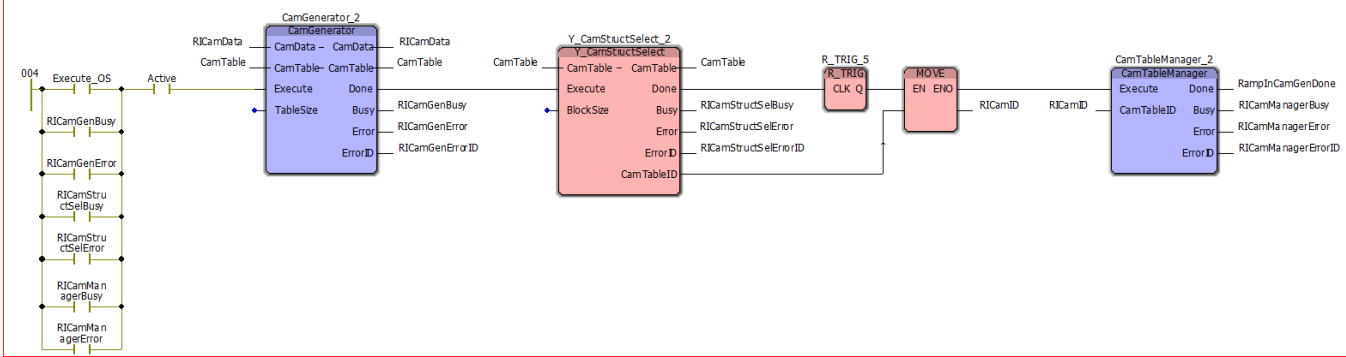 004
Execute_OS
Active
RICamGenBusy
RICamGenError
RICamStru
ctSelBusy
RICamStru
ctSelError
RICamMan
agerBusy
RICamMan
agerError
CamGenerator_2
CamGenerator
RICamData
CamData – CamData
RICamData
CamTable
CamTable– CamTable
CamTable
Execute
Done
TableSize
Busy
RICamGenBusy
Error
RICamGenError
ErrorID
RICamGenErrorID
Y_CamStructSelect_2
Y_CamStructSelect
CamTable
CamTable – CamTable
CamTable
Execute
Done
BlockSize
Busy
RICamStructSelBusy
Error
RICamStructSelError
ErrorID
RICamStructSelErrorID
CamTableID
R_TRIG_5
R_TRIG
CLK Q
MOVE
EN ENO
RICamID
CamTableManager_2
CamTableManager
Execute
Done
RampInCamGenDone
RICamID
CamTableID
Busy
RICamManagerBusy
Error
RICamManagerError
ErrorID
RICamManagerErrorID